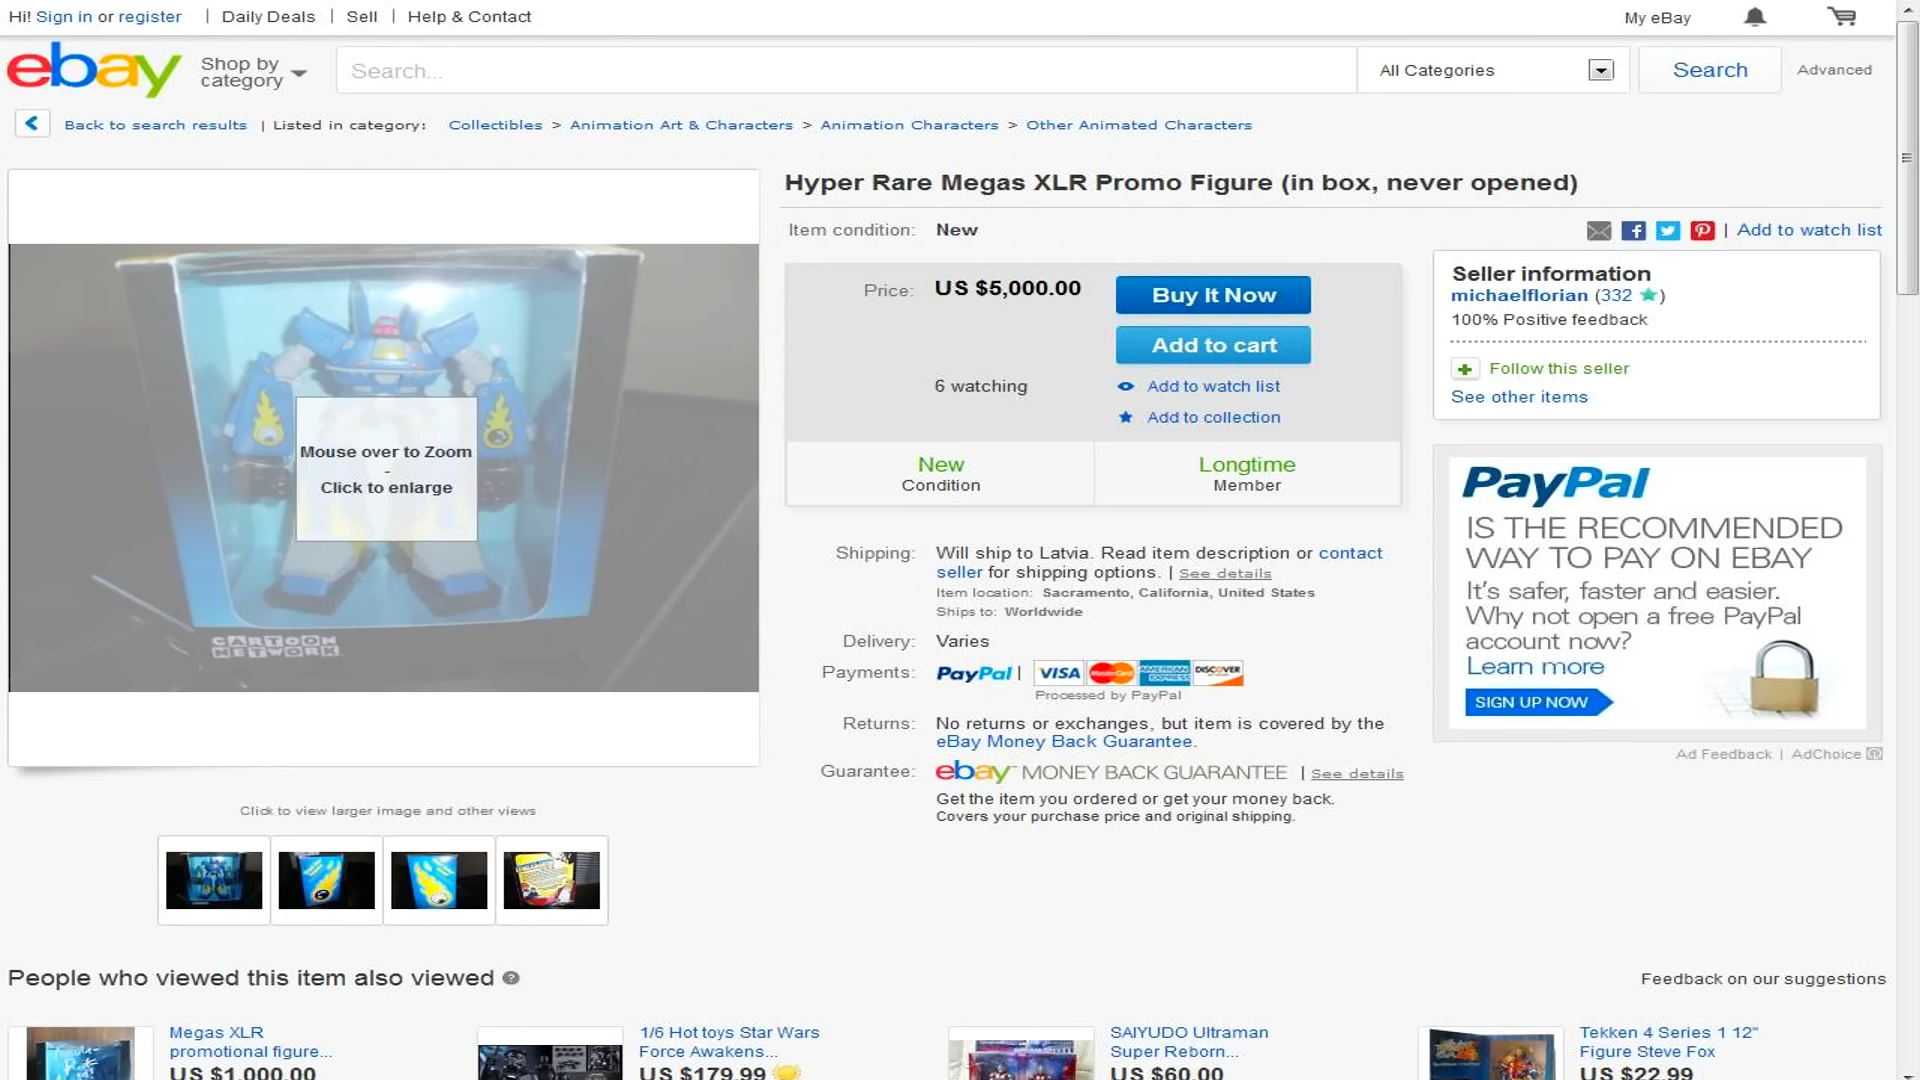 Hi! Sign in or register | Daily Deals | Sell | Help & Contact
My eBay
ebay
Shop by
category
Search...
All Categories
Search
Advanced
Back to search results | Listed in category: Collectibles > Animation Art & Characters > Animation Characters > Other Animated Characters
Mouse over to Zoom
-
Click to enlarge
CARTOON
NETWORK
Click to view larger image and other views
Hyper Rare Megas XLR Promo Figure (in box, never opened)
Item condition: New
| Add to watch list
Price: US $5,000.00
Buy It Now
Add to cart
6 watching
Add to watch list
Add to collection
New
Condition
Longtime
Member
Shipping: Will ship to Latvia. Read item description or contact
seller for shipping options. | See details
Item location: Sacramento, California, United States
Ships to: Worldwide
Delivery: Varies
Payments: PayPal | VISA MasterCard AMERICAN EXPRESS DISCOVER
Processed by PayPal
Returns: No returns or exchanges, but item is covered by the
eBay Money Back Guarantee.
Guarantee: ebay MONEY BACK GUARANTEE | See details
Get the item you ordered or get your money back.
Covers your purchase price and original shipping.
Seller information
michaelflorian (332)
100% Positive feedback
Follow this seller
See other items
PayPal
IS THE RECOMMENDED
WAY TO PAY ON EBAY
It's safer, faster and easier.
Why not open a free PayPal
account now?
Learn more
SIGN UP NOW
Ad Feedback | AdChoice
People who viewed this item also viewed
Feedback on our suggestions
Megas XLR
promotional figure...
US $1,000.00
1/6 Hot toys Star Wars
Force Awakens...
US $179.99
SAIYUDO Ultraman
Super Reborn...
US $60.00
Tekken 4 Series 1 12"
Figure Steve Fox
US $22.99